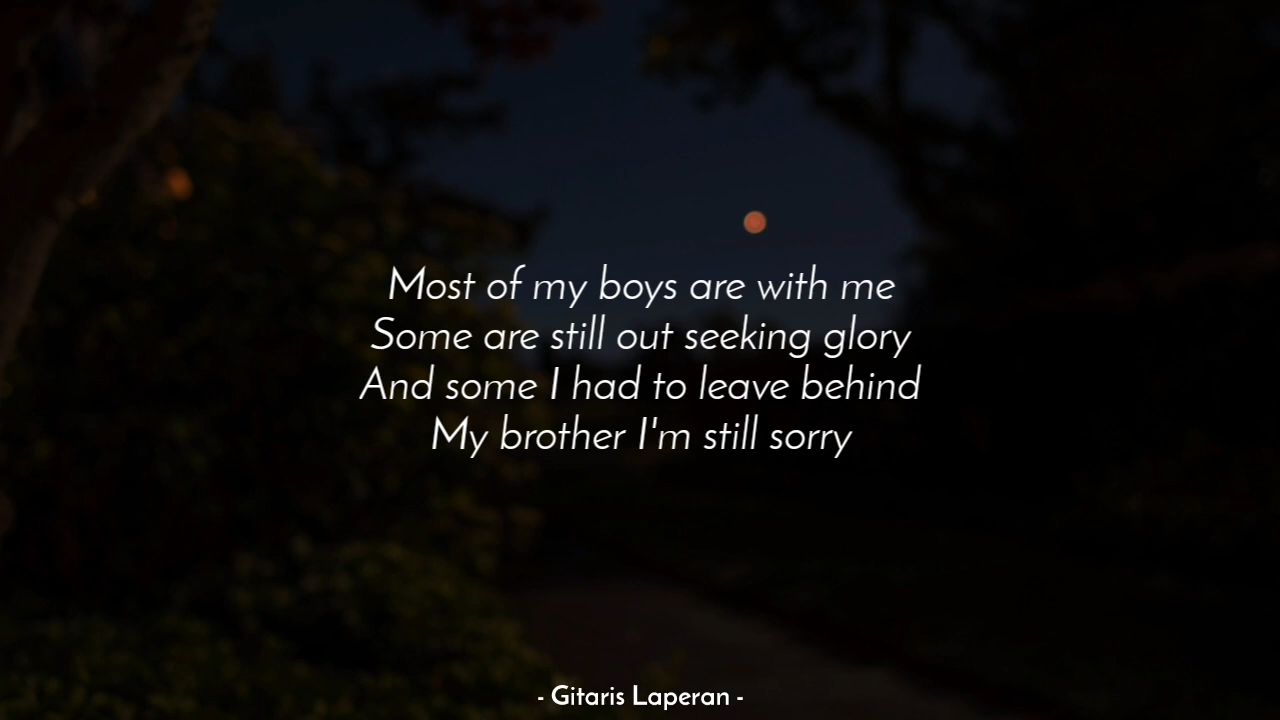 Most of my boys are with me
Some are still out seeking glory
And some I had to leave behind
My brother I'm still sorry
- Gitaris Laperan -